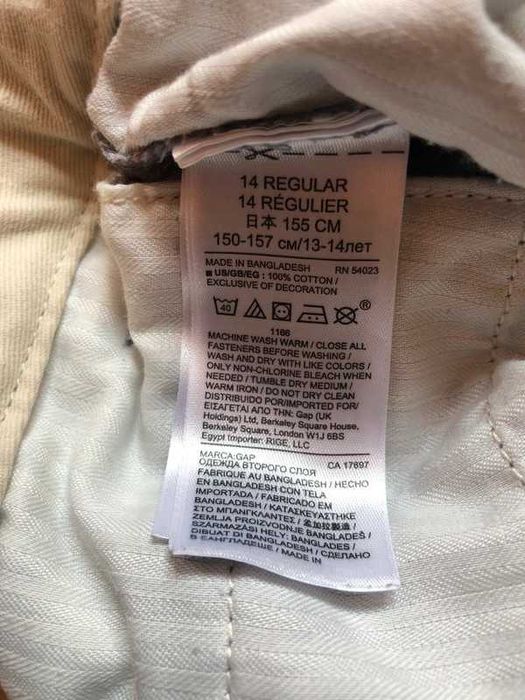 14 REGULAR
14 RÉGULIER
日本 155 CM
150-157 см/13-14лет
MADE IN BANGLADESH RN 54023
■ US/GB/EG : 100% COTTON /
EXCLUSIVE OF DECORATION
40 ®
1166
MACHINE WASH WARM / CLOSE ALL
FASTENERS BEFORE WASHING /
WASH AND DRY WITH LIKE COLORS /
ONLY NON-CHLORINE BLEACH WHEN
NEEDED / TUMBLE DRY MEDIUM /
WARM IRON / DO NOT DRY CLEAN
DISTRIBUIDO POR/IMPORTED FOR/
ΕΙΣΑΓΕΤΑΙ ΑΠΟ ΤΗΝ: Gap (UK
Holdings) Ltd, Berkeley Square House,
Berkeley Square, London W1J 6BS
Egypt Importer: RIGE, LLC
MARCA:GAP CA 17897
ОДЕЖДА ВТОРОГО СЛОЯ
FABRIQUE AU BANGLADESH / HECHO
EN BANGLADESH CON TELA
IMPORTADA / FABRICADO EM
BANGLADESH / ΚΑΤΑΣΚΕΥΑΣΤΗΚΕ
ΣΤΟ ΜΠΑΝΓΚΛΑΝΤΕΣ / 孟加拉製造 /
ZEMLJA PROIZVODNJE BANGLADEŠ /
SZÁRMAZÁSI HELY: BANGLADES /
DIBUAT DI BANGLADESH / СДЕЛАНО
В БАНГЛАДЕШЕ / MADE IN